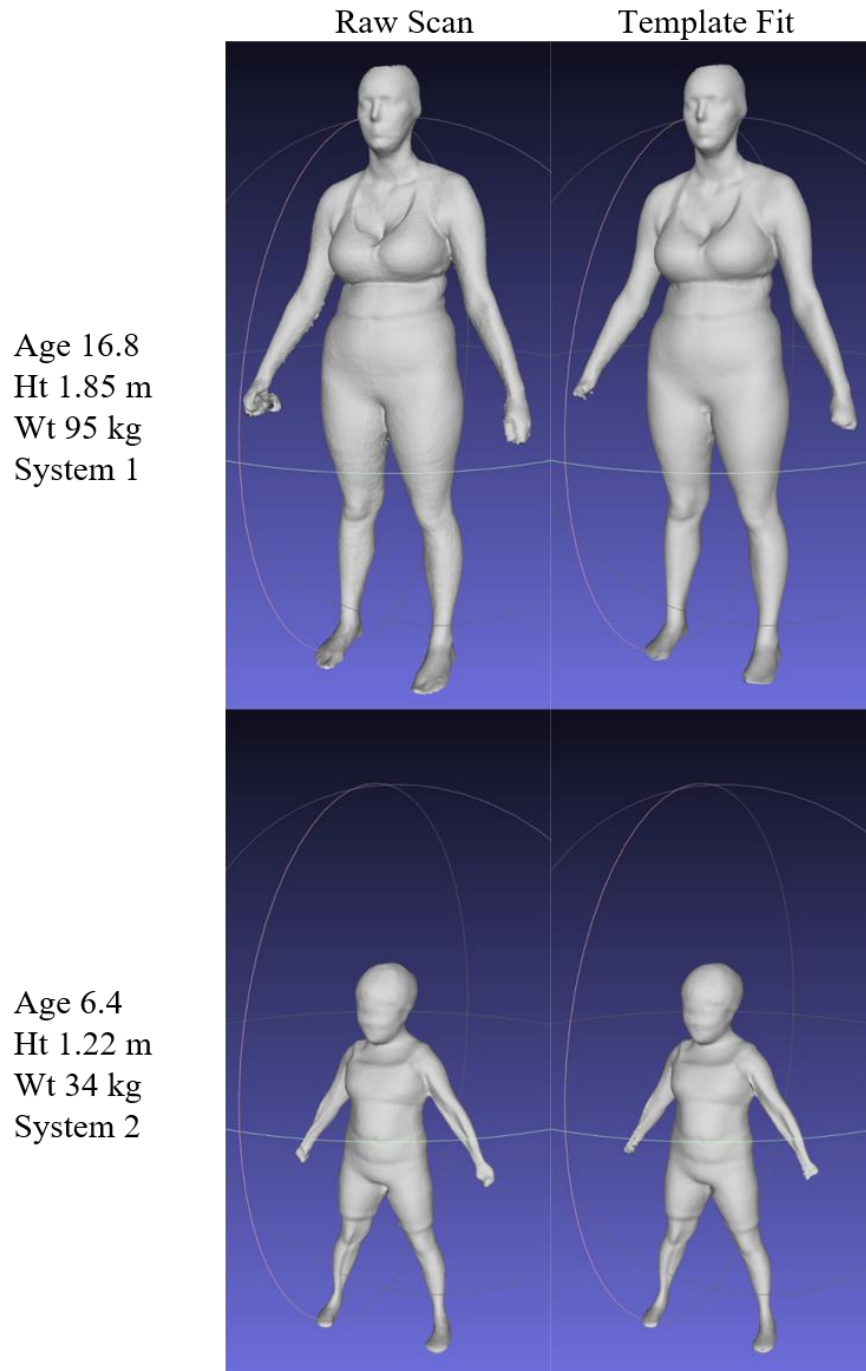 Raw Scan
Template Fit
Age 16.8
Ht 1.85 m
Wt 95 kg
System 1
Age 6.4
Ht 1.22 m
Wt 34 kg
System 2